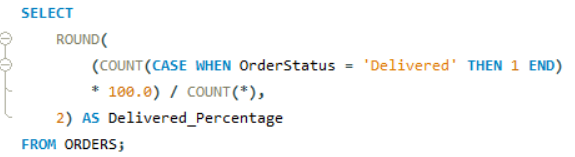 SELECT
ROUND(
(COUNT(CASE WHEN OrderStatus = 'Delivered' THEN 1 END)
* 100.0) / COUNT(*),
2) AS Delivered_Percentage
FROM ORDERS;